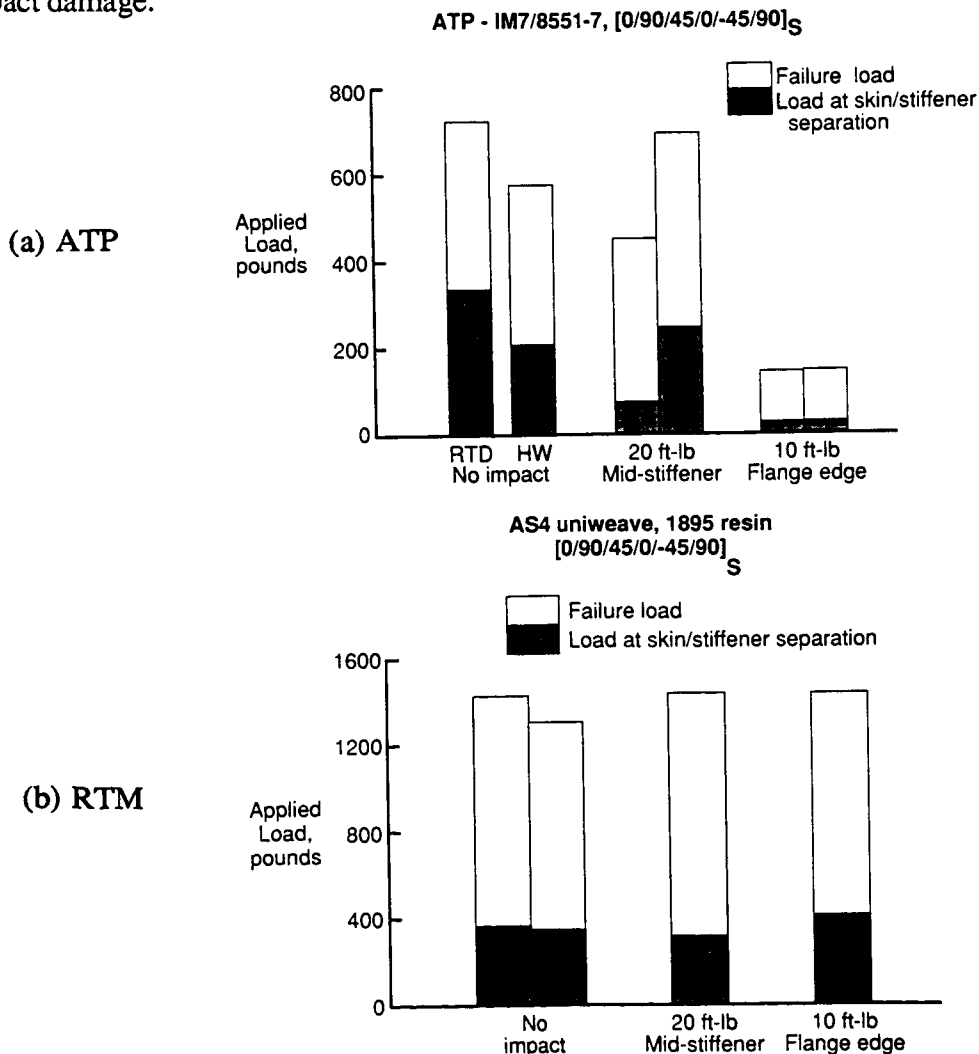 pact damage.
ATP - IM7/8551-7, [0/90/45/0/-45/90]S
Failure load
Load at skin/stiffener
separation
(a) ATP
Applied
Load,
pounds
800
600
400
200
0
RTD HW
No impact
20 ft-lb
Mid-stiffener
10 ft-lb
Flange edge
AS4 uniweave, 1895 resin
[0/90/45/0/-45/90]S
Failure load
Load at skin/stiffener separation
(b) RTM
Applied
Load,
pounds
1600
1200
800
400
0
No
impact
20 ft-lb
Mid-stiffener
10 ft-lb
Flange edge